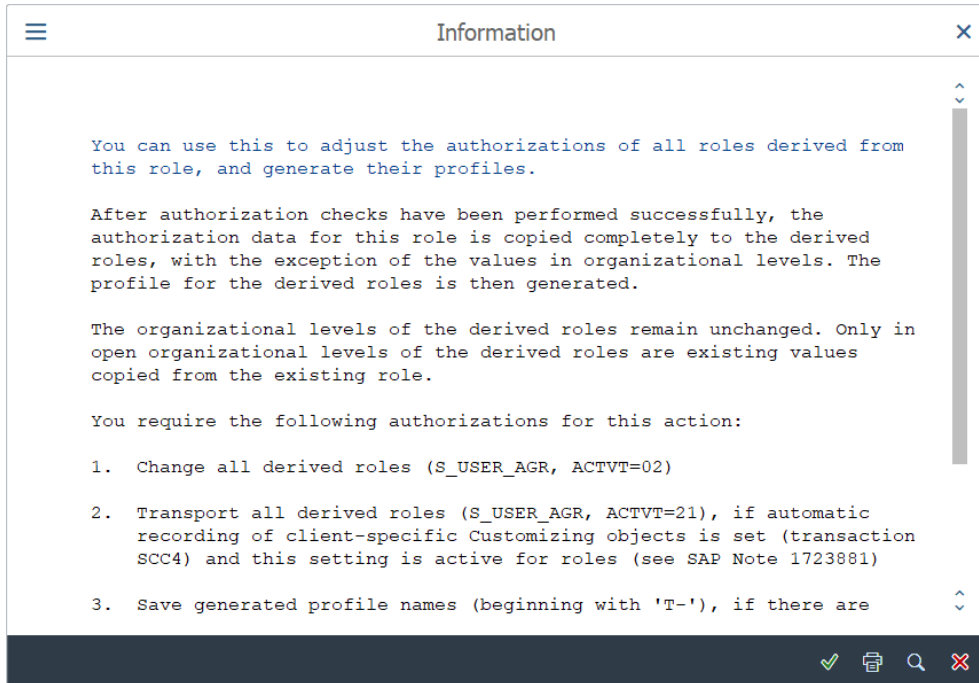 Information
You can use this to adjust the authorizations of all roles derived from
this role, and generate their profiles.
After authorization checks have been performed successfully, the
authorization data for this role is copied completely to the derived
roles, with the exception of the values in organizational levels. The
profile for the derived roles is then generated.
The organizational levels of the derived roles remain unchanged. Only in
open organizational levels of the derived roles are existing values
copied from the existing role.
You require the following authorizations for this action:
1. Change all derived roles (S_USER_AGR, ACTVT=02)
2. Transport all derived roles (S_USER_AGR, ACTVT=21), if automatic
recording of client-specific Customizing objects is set (transaction
SCC4) and this setting is active for roles (see SAP Note 1723881)
3. Save generated profile names (beginning with 'T-'), if there are